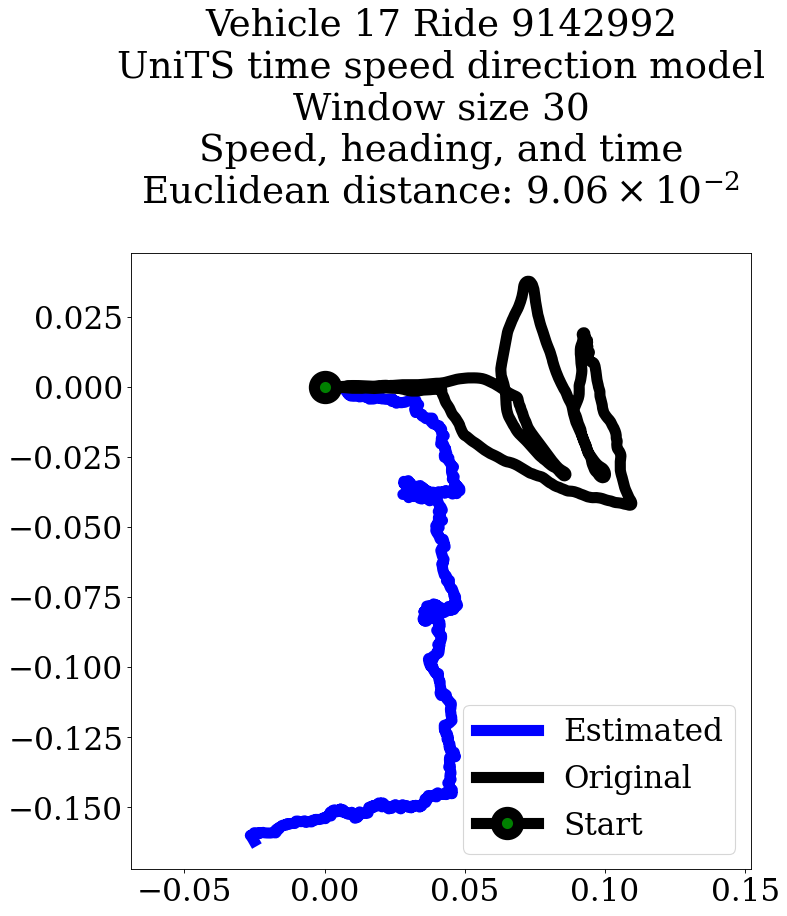 Vehicle 17 Ride 9142992
UniTS time speed direction model
Window size 30
Speed, heading, and time
Euclidean distance: 9.06 × 10⁻²
0.025
0.000
−0.025
−0.050
−0.075
−0.100
−0.125
−0.150
Estimated
Original
Start
−0.05 0.00 0.05 0.10 0.15